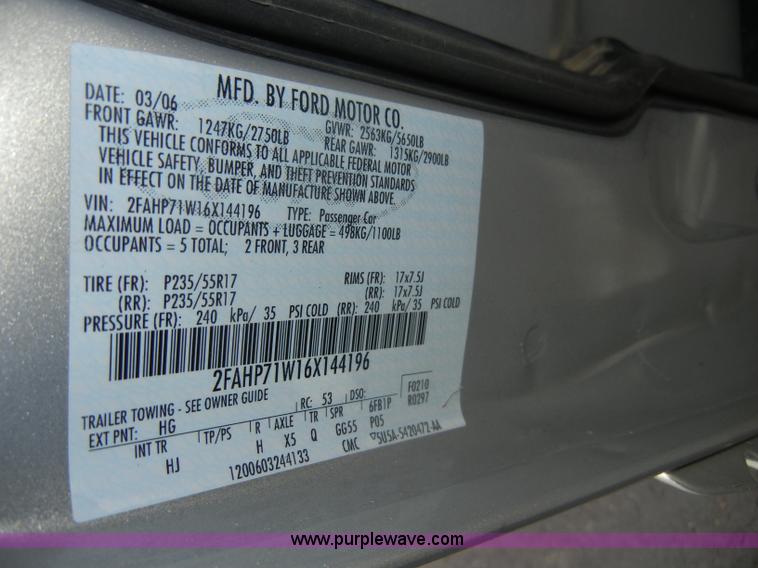 MFD. BY FORD MOTOR CO.
DATE: 03/06 GVWR: 2563KG/5650LB
FRONT GAWR: 1247KG/2750LB REAR GAWR: 1315KG/2900LB
THIS VEHICLE CONFORMS TO ALL APPLICABLE FEDERAL MOTOR
VEHICLE SAFETY, BUMPER, AND THEFT PREVENTION STANDARDS
IN EFFECT ON THE DATE OF MANUFACTURE SHOWN ABOVE.
VIN: 2FAHP71W16X144196 TYPE: Passenger Car
MAXIMUM LOAD = OCCUPANTS + LUGGAGE = 498KG/1100LB
OCCUPANTS = 5 TOTAL; 2 FRONT, 3 REAR
TIRE (FR): P235/55R17 RIMS (FR): 17x7.5J
(RR): P235/55R17 (RR): 17x7.5J
PRESSURE (FR): 240 kPa/ 35 PSI COLD (RR): 240 kPa/ 35 PSI COLD
2FAHP71W16X144196
TRAILER TOWING - SEE OWNER GUIDE RC: 53 DSO: F0210
EXT PNT: HG 6FB1P R0297
INT TR TP/PS R AXLE TR SPR P05
HJ H X5 Q GG55 ▽5U5A-5420472-AA
1200603244133 CMC
www.purplewave.com